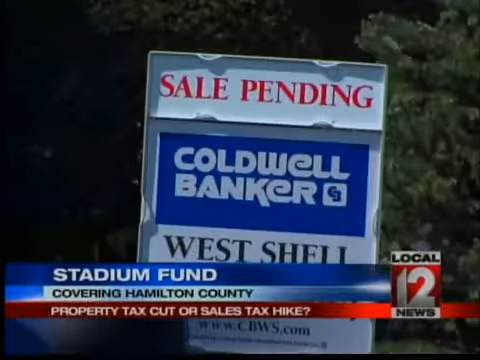 SALE PENDING
COLDWELL
BANKER
WEST SHELL
STADIUM FUND
COVERING HAMILTON COUNTY
PROPERTY TAX CUT OR SALES TAX HIKE?
LOCAL
12
NEWS
www.CBWS.com